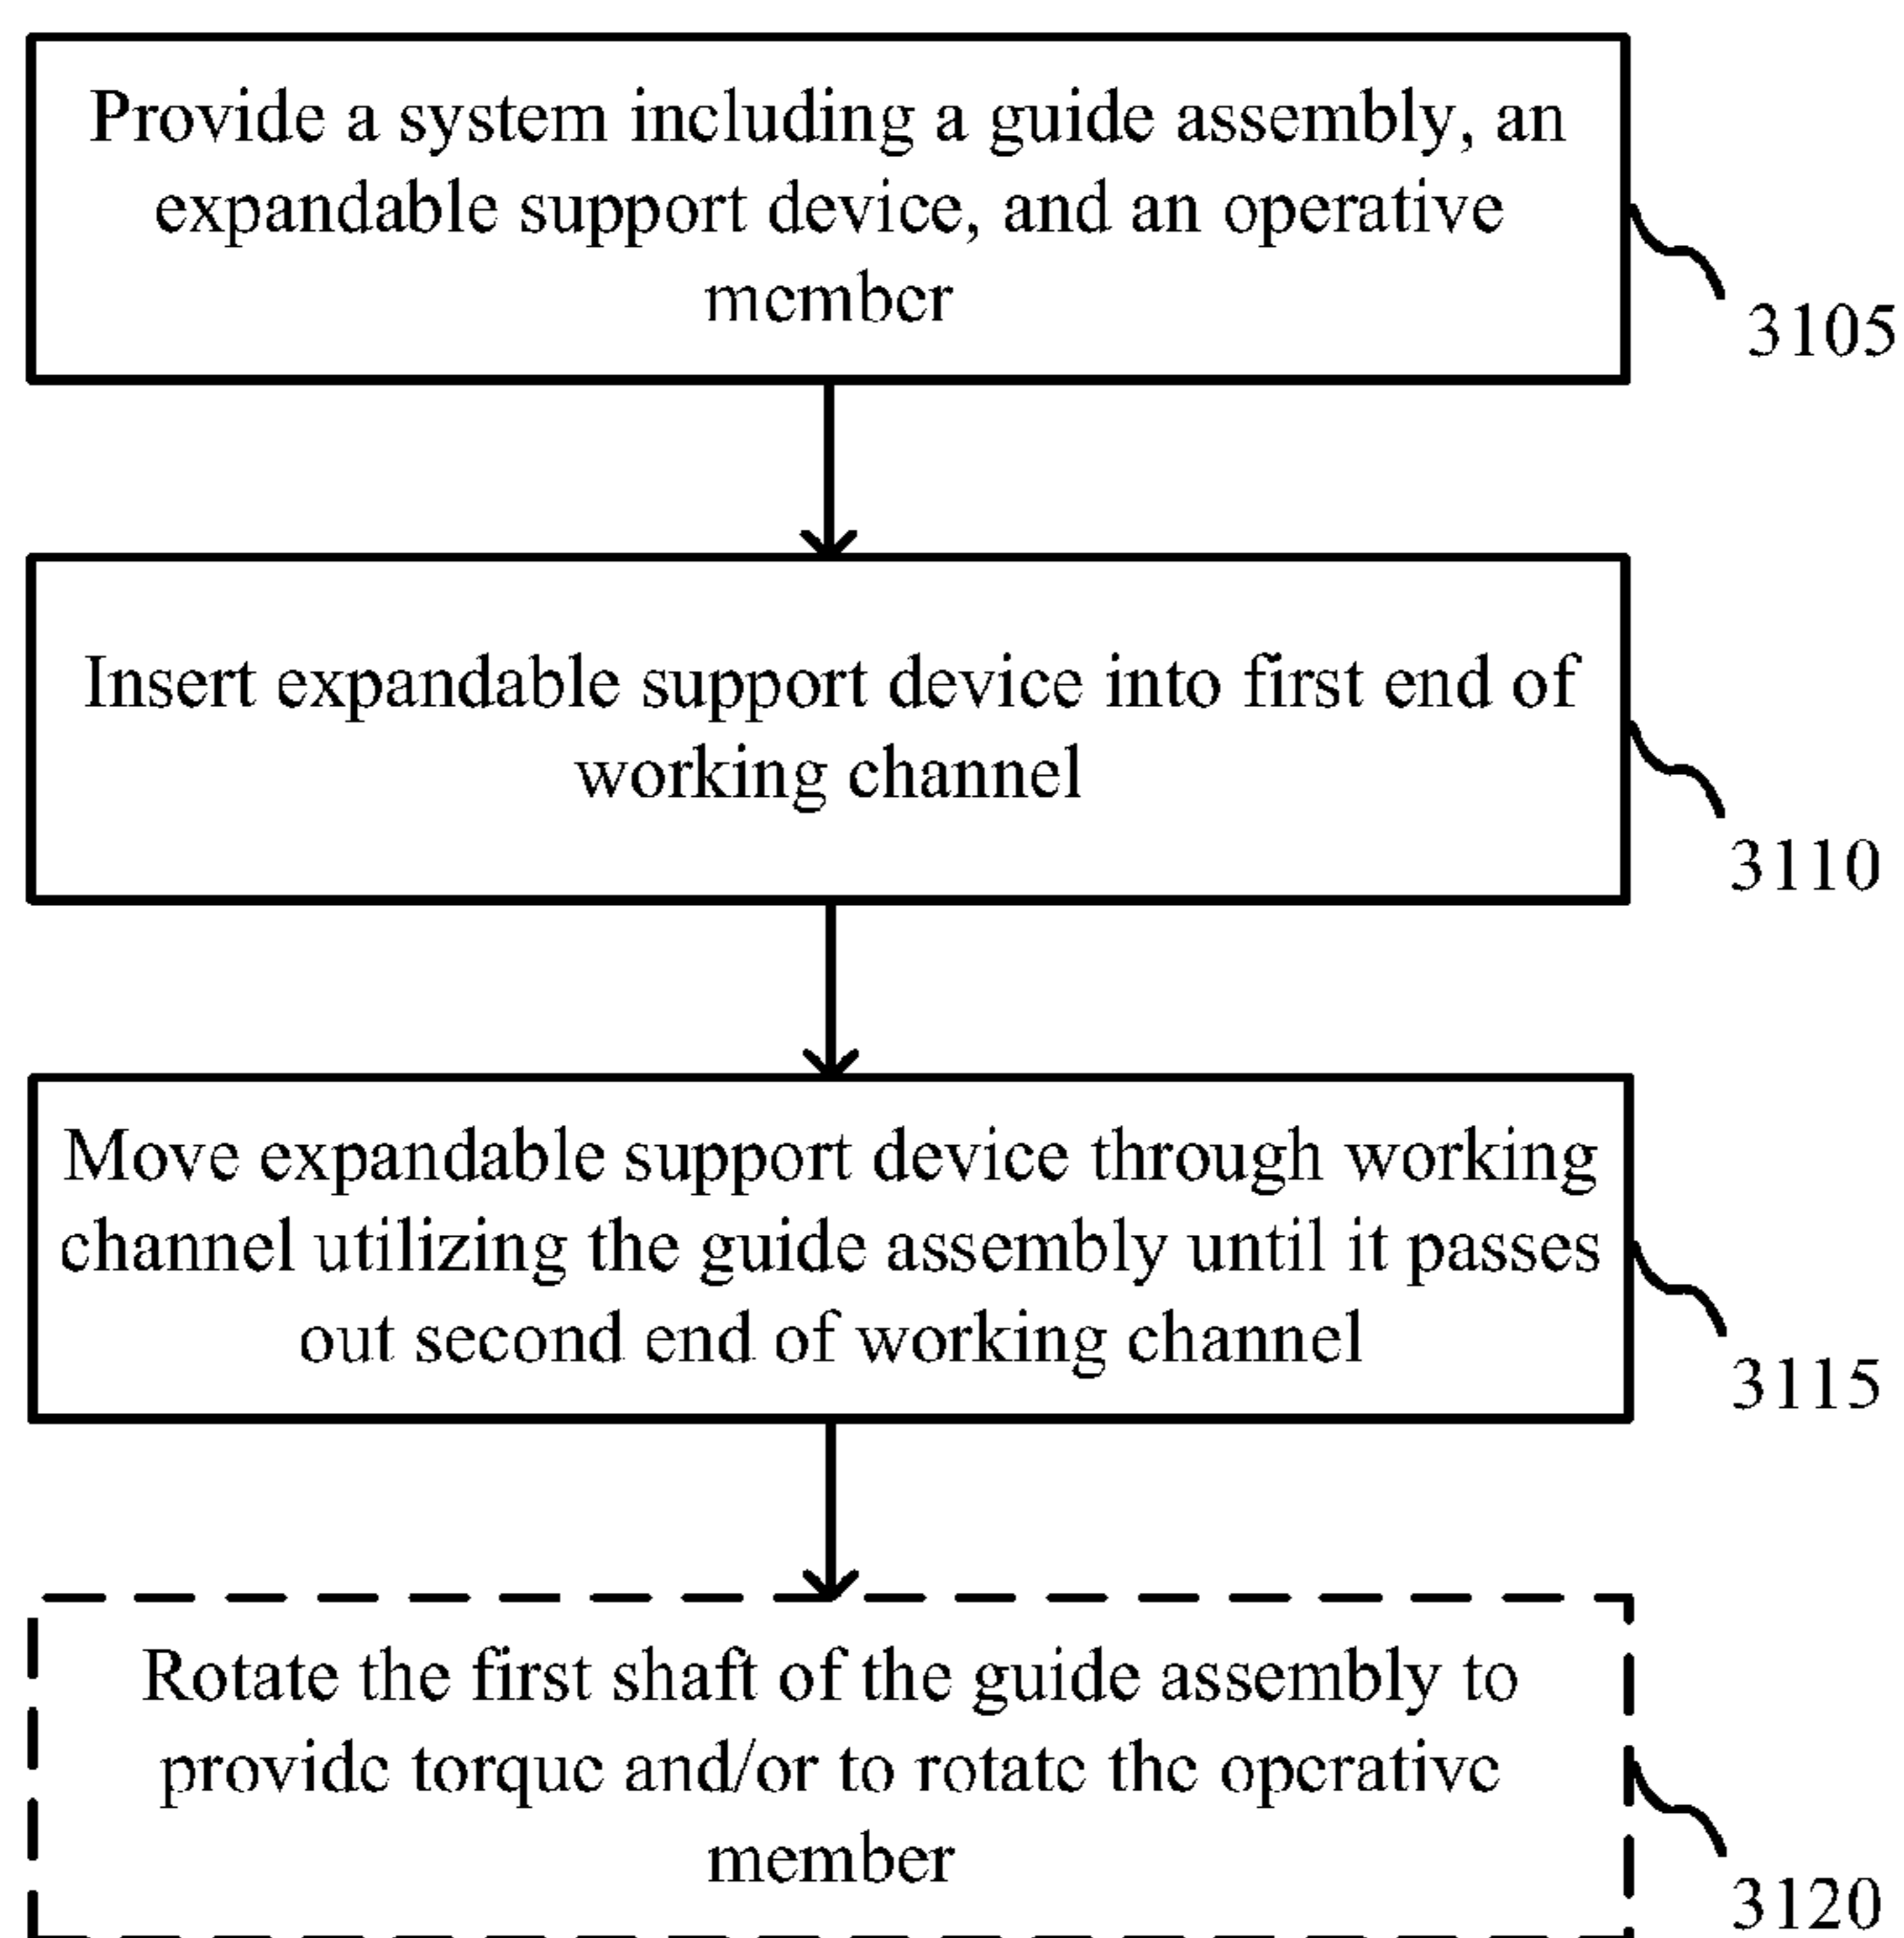 Provide a system including a guide assembly, an
expandable support device, and an operative
member
3105
Insert expandable support device into first end of
working channel
3110
Move expandable support device through working
channel utilizing the guide assembly until it passes
out second end of working channel
3115
Rotate the first shaft of the guide assembly to
provide torque and/or to rotate the operative
member
3120